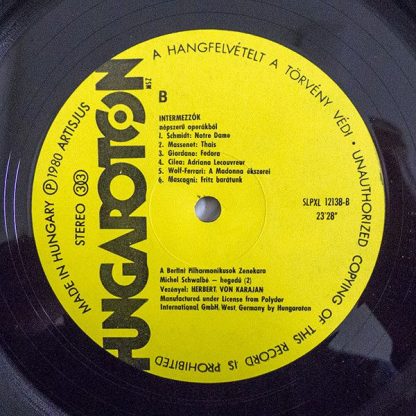 A HANGFELVÉTELT A TÖRVÉNY VÉDI • UNAUTHORIZED COPYING OF THIS RECORD IS PROHIBITED
MADE IN HUNGARY Ⓟ 1980 ARTISJUS
STEREO 33
HUNGAROTON
MSZ
B
INTERMEZZÓK
népszerű operákból
1. Schmidt: Notre Dame
2. Massenet: Thais
3. Giordano: Fedora
4. Cilea: Adriana Lecouvreur
5. Wolf-Ferrari: A Madonna ékszerei
6. Mascagni: Fritz barátunk
SLPXL 12138-B
23'28"
A Berlini Philharmonikusok Zenekara
Michel Schwalbé – hegedű (2)
Vezényel: HERBERT VON KARAJAN
Manufactured under License from Polydor
International GmbH, West Germany by Hungaroton